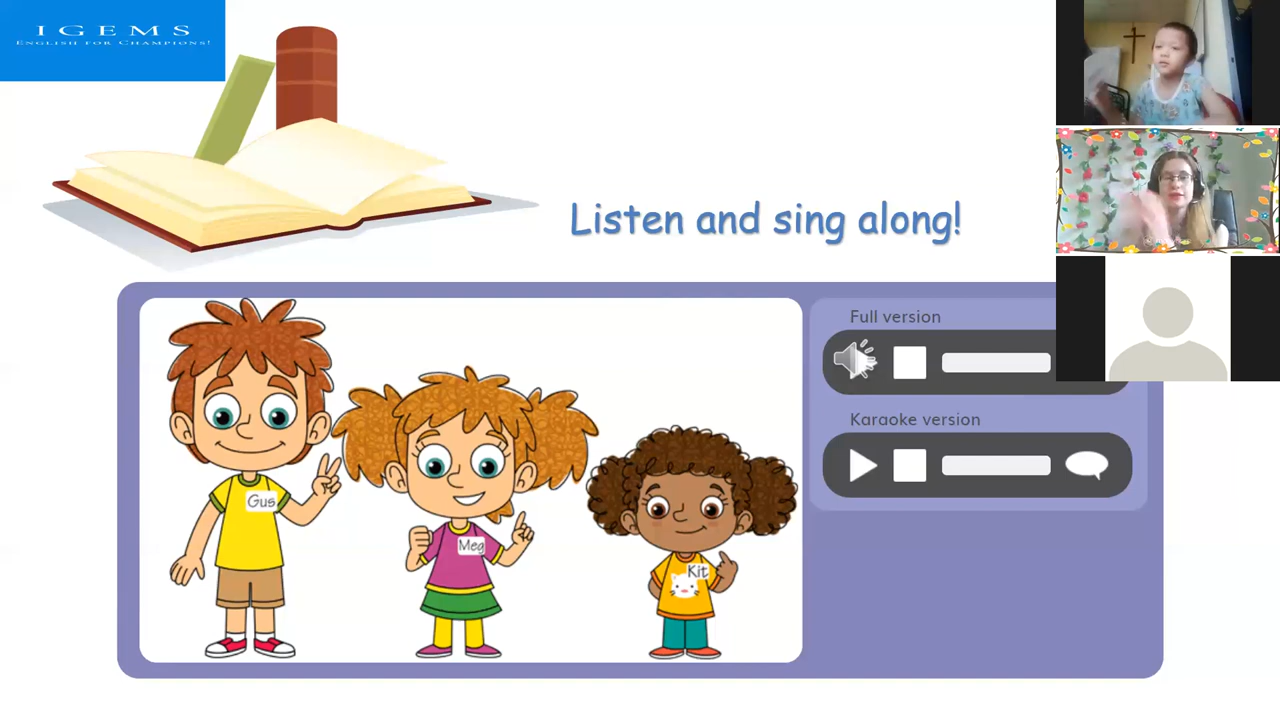 IGEMS
ENGLISH FOR CHAMPIONS!
Listen and sing along!
Full version
Karaoke version
Gus
Meg
Kit